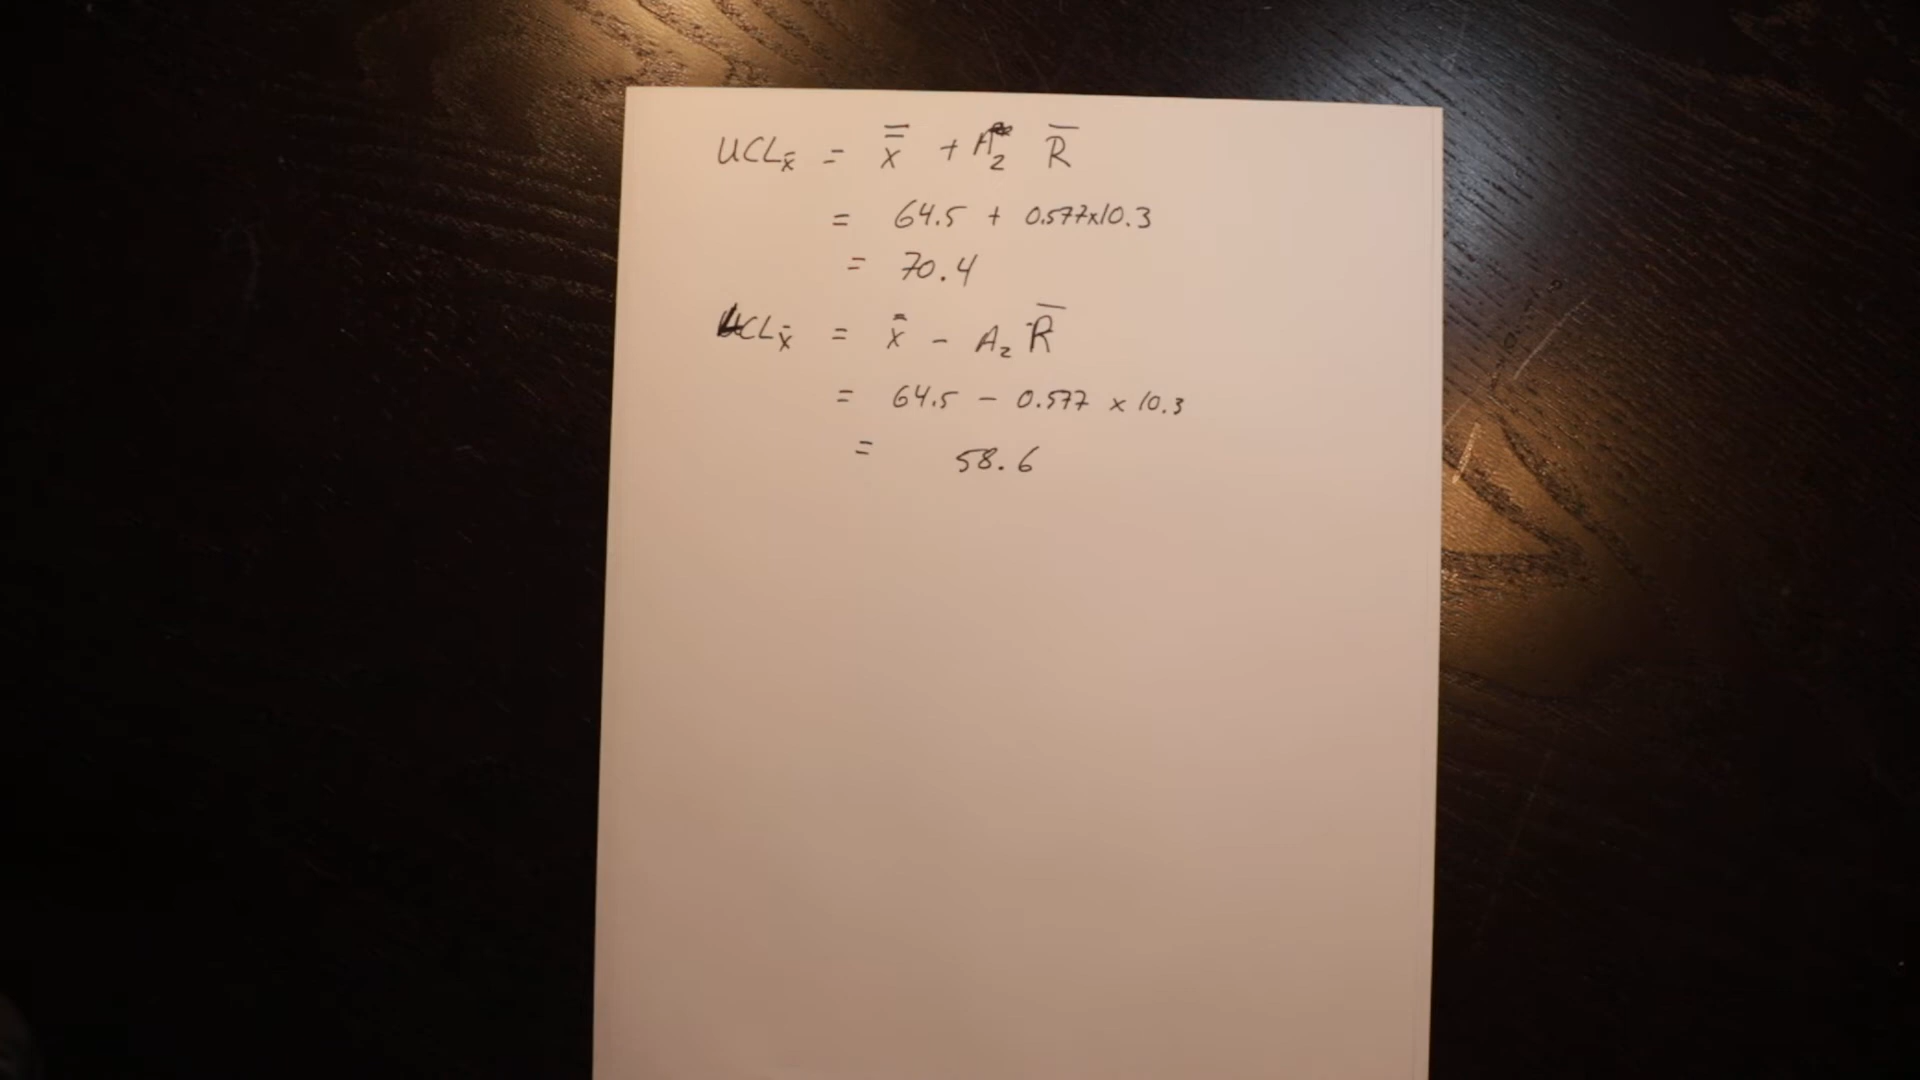 UCLx̄ = x̿ + A₂ R̄
= 64.5 + 0.577x10.3
= 70.4
LCLx̄ = x̿ - A₂ R̄
= 64.5 - 0.577 x 10.3
= 58.6